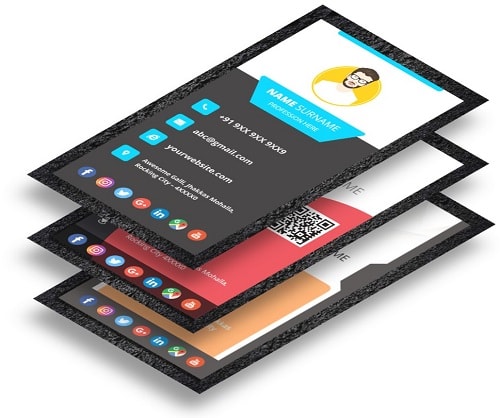 NAME SURNAME
PROFESSION HERE
+91 9XX 9XX 9XX9
abc@gmail.com
yourwebsite.com
Awesome Galli, Jhakkas Mohalla,
Rocking City - 4XXXX0
NAME
Mohalla,
Rocking City 4XXXX0